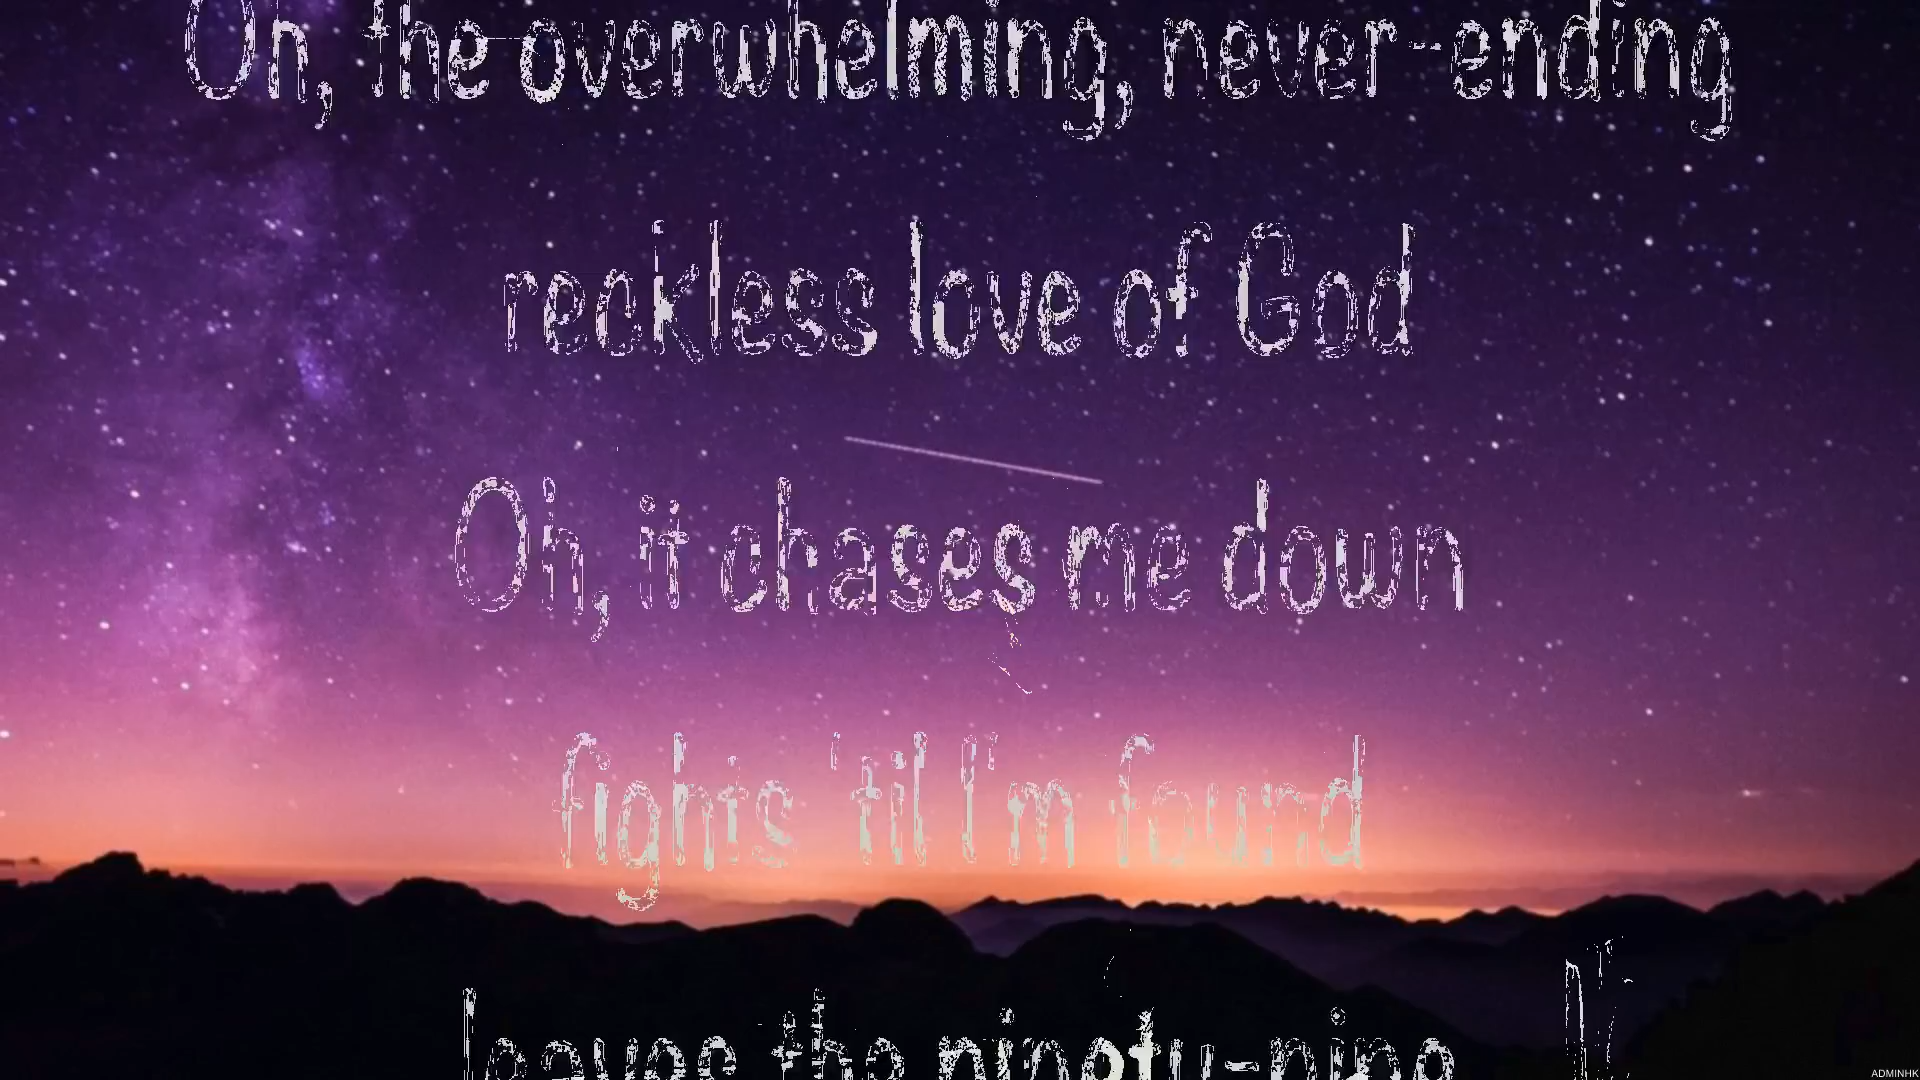 Oh, the overwhelming, never-ending
reckless love of God
Oh, it chases me down
fights 'til I'm found
leaves the ninety-nine
ADMINHK